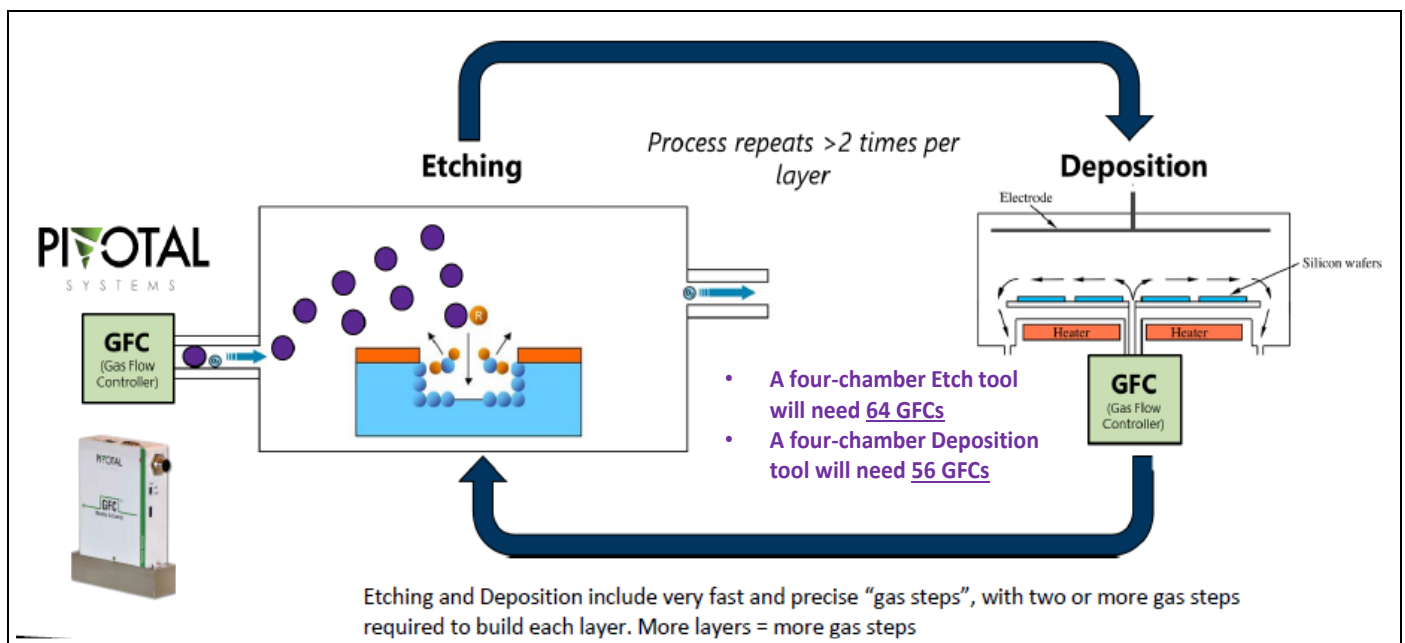 Process repeats >2 times per
layer
Etching
Deposition
Electrode
Silicon wafers
Heater
Heater
PIVOTAL
SYSTEMS
GFC
(Gas Flow
Controller)
O₂
O₂
R
GFC
(Gas Flow
Controller)
• A four-chamber Etch tool
will need 64 GFCs
• A four-chamber Deposition
tool will need 56 GFCs
PIVOTAL
GFC
Etching and Deposition include very fast and precise “gas steps”, with two or more gas steps
required to build each layer. More layers = more gas steps